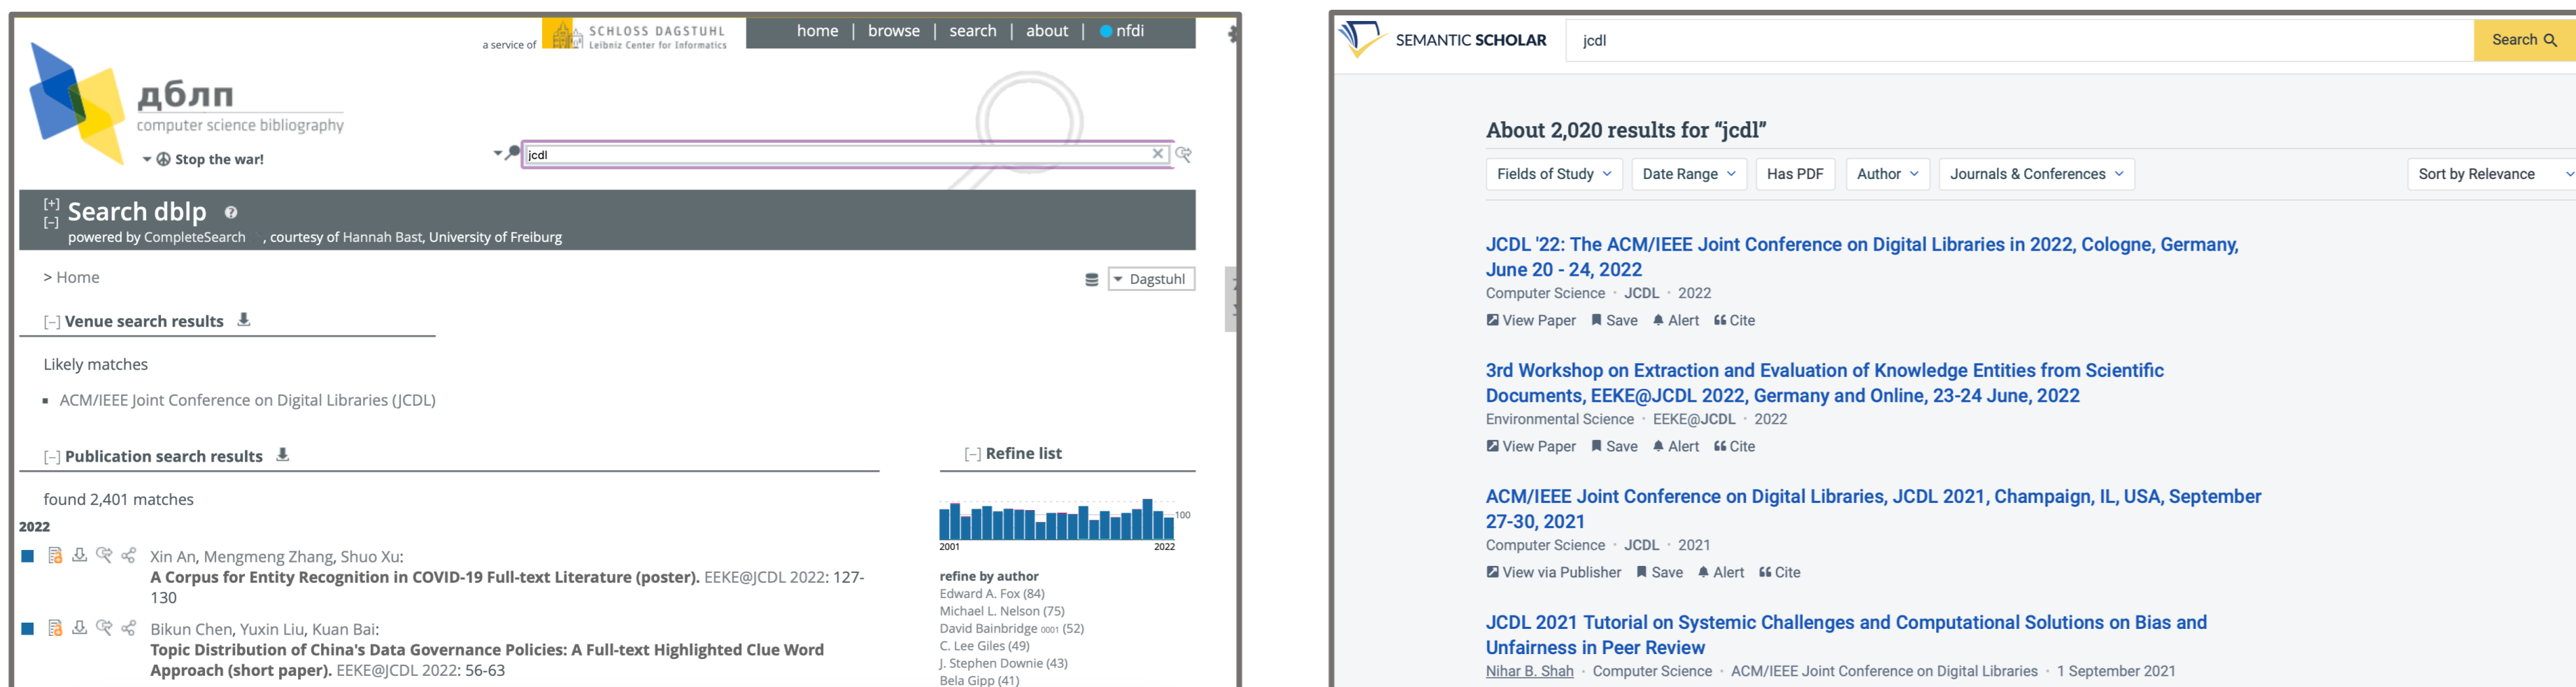 a service of
SCHLOSS DAGSTUHL
Leibniz Center for Informatics
home | browse | search | about | nfdi
дблп
computer science bibliography
Stop the war!
jcdl
[+]
[−]
Search dblp ?
powered by CompleteSearch, courtesy of Hannah Bast, University of Freiburg
> Home
Dagstuhl
[−] Venue search results
Likely matches
▪ ACM/IEEE Joint Conference on Digital Libraries (JCDL)
[−] Publication search results
found 2,401 matches
2022
Xin An, Mengmeng Zhang, Shuo Xu:
A Corpus for Entity Recognition in COVID-19 Full-text Literature (poster). EEKE@JCDL 2022: 127-
130
Bikun Chen, Yuxin Liu, Kuan Bai:
Topic Distribution of China's Data Governance Policies: A Full-text Highlighted Clue Word
Approach (short paper). EEKE@JCDL 2022: 56-63
[−] Refine list
100
2001 2022
refine by author
Edward A. Fox (84)
Michael L. Nelson (75)
David Bainbridge 0001 (52)
C. Lee Giles (49)
J. Stephen Downie (43)
Bela Gipp (41)
SEMANTIC SCHOLAR
jcdl
Search
About 2,020 results for “jcdl”
Fields of Study
Date Range
Has PDF
Author
Journals & Conferences
Sort by Relevance
JCDL '22: The ACM/IEEE Joint Conference on Digital Libraries in 2022, Cologne, Germany,
June 20 - 24, 2022
Computer Science · JCDL · 2022
View Paper Save Alert Cite
3rd Workshop on Extraction and Evaluation of Knowledge Entities from Scientific
Documents, EEKE@JCDL 2022, Germany and Online, 23-24 June, 2022
Environmental Science · EEKE@JCDL · 2022
View Paper Save Alert Cite
ACM/IEEE Joint Conference on Digital Libraries, JCDL 2021, Champaign, IL, USA, September
27-30, 2021
Computer Science · JCDL · 2021
View via Publisher Save Alert Cite
JCDL 2021 Tutorial on Systemic Challenges and Computational Solutions on Bias and
Unfairness in Peer Review
Nihar B. Shah · Computer Science · ACM/IEEE Joint Conference on Digital Libraries · 1 September 2021